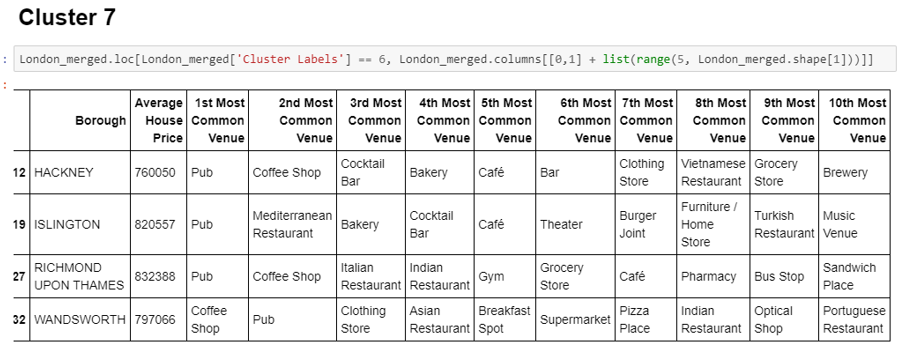 Cluster 7
: London_merged.loc[London_merged['Cluster Labels'] == 6, London_merged.columns[[0,1] + list(range(5, London_merged.shape[1]))]]
:
Borough Average House Price 1st Most Common Venue 2nd Most Common Venue 3rd Most Common Venue 4th Most Common Venue 5th Most Common Venue 6th Most Common Venue 7th Most Common Venue 8th Most Common Venue 9th Most Common Venue 10th Most Common Venue
12 HACKNEY 760050 Pub Coffee Shop Cocktail Bar Bakery Café Bar Clothing Store Vietnamese Restaurant Grocery Store Brewery
19 ISLINGTON 820557 Pub Mediterranean Restaurant Bakery Cocktail Bar Café Theater Burger Joint Furniture / Home Store Turkish Restaurant Music Venue
27 RICHMOND UPON THAMES 832388 Pub Coffee Shop Italian Restaurant Indian Restaurant Gym Grocery Store Café Pharmacy Bus Stop Sandwich Place
32 WANDSWORTH 797066 Coffee Shop Pub Clothing Store Asian Restaurant Breakfast Spot Supermarket Pizza Place Indian Restaurant Optical Shop Portuguese Restaurant